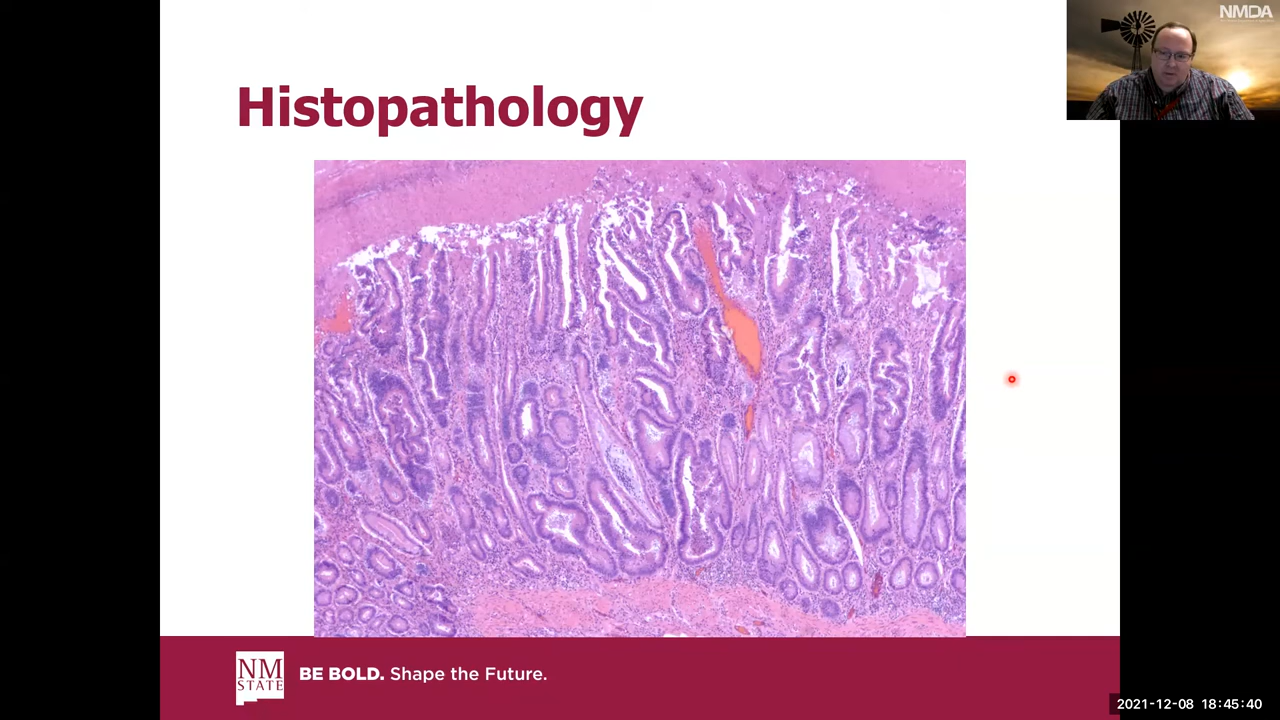 NMDA
Histopathology
NM
STATE
BE BOLD. Shape the Future.
2021-12-08 18:45:40